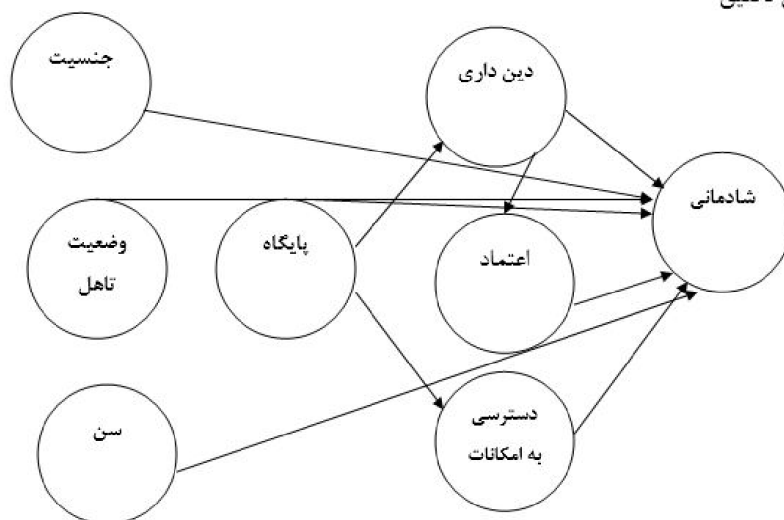 جنسیت
دین داری
شادمانی
وضعیت
تاهل
پایگاه
اعتماد
سن
دسترسی
به امکانات